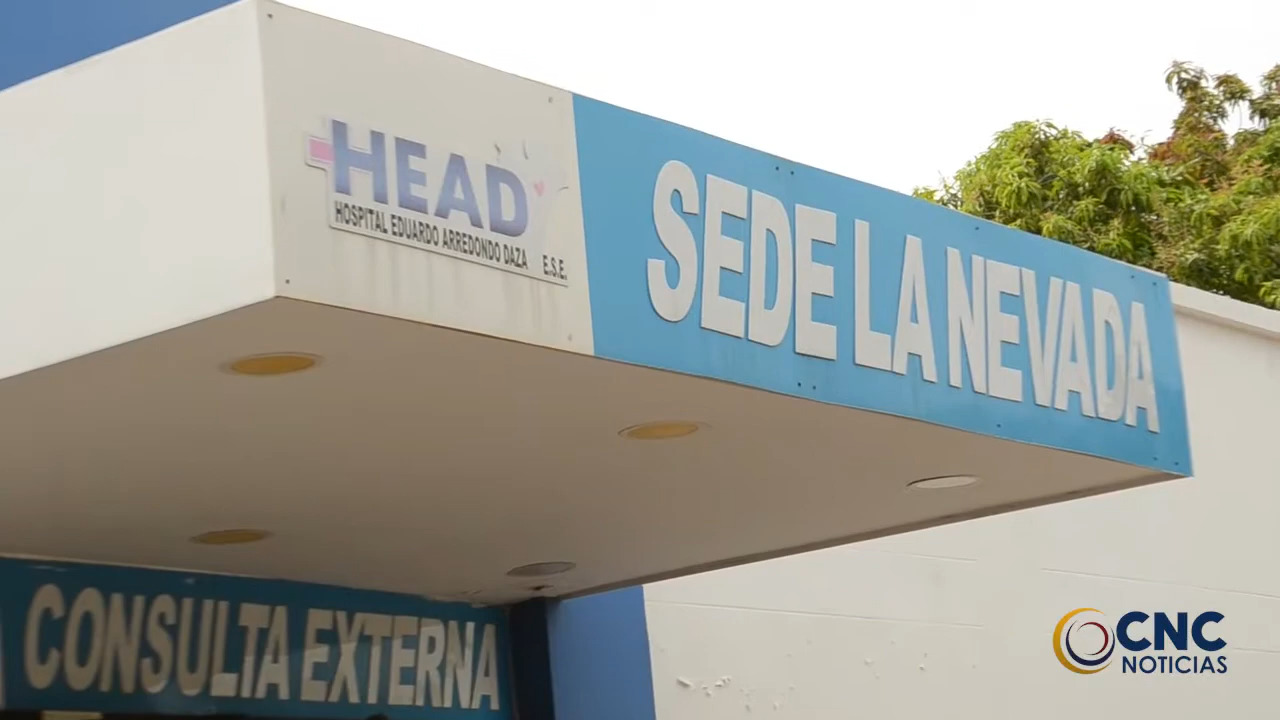 HEAD
HOSPITAL EDUARDO ARREDONDO DAZA E.S.E.
SEDE LA NEVADA
CONSULTA EXTERNA
CNC
NOTICIAS